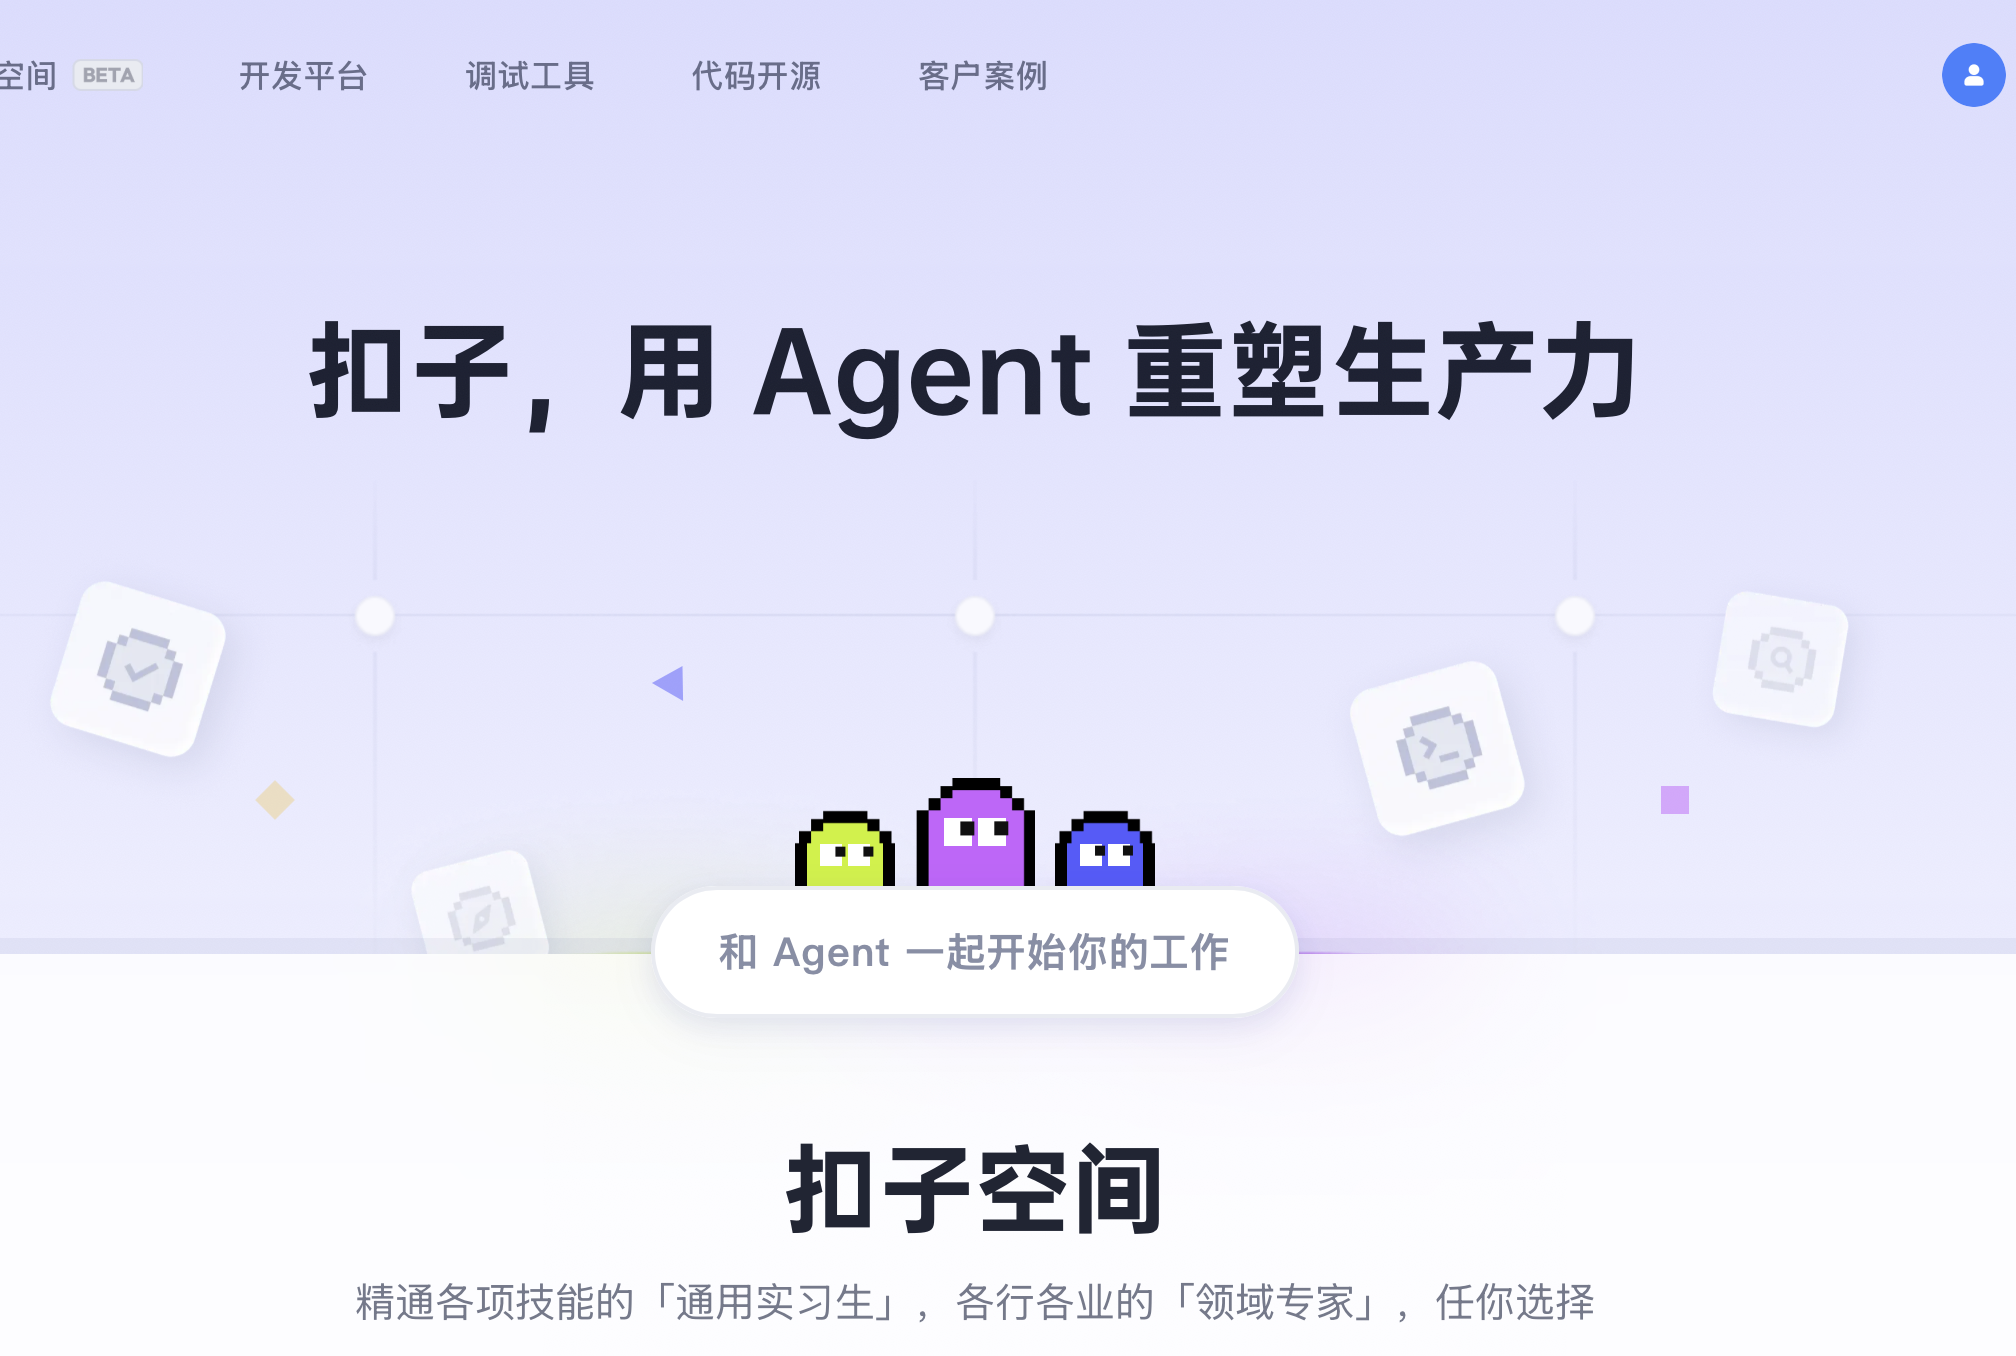 空间 BETA 开发平台 调试工具 代码开源 客户案例
扣子，用 Agent 重塑生产力
和 Agent 一起开始你的工作
扣子空间
精通各项技能的「通用实习生」，各行各业的「领域专家」，任你选择